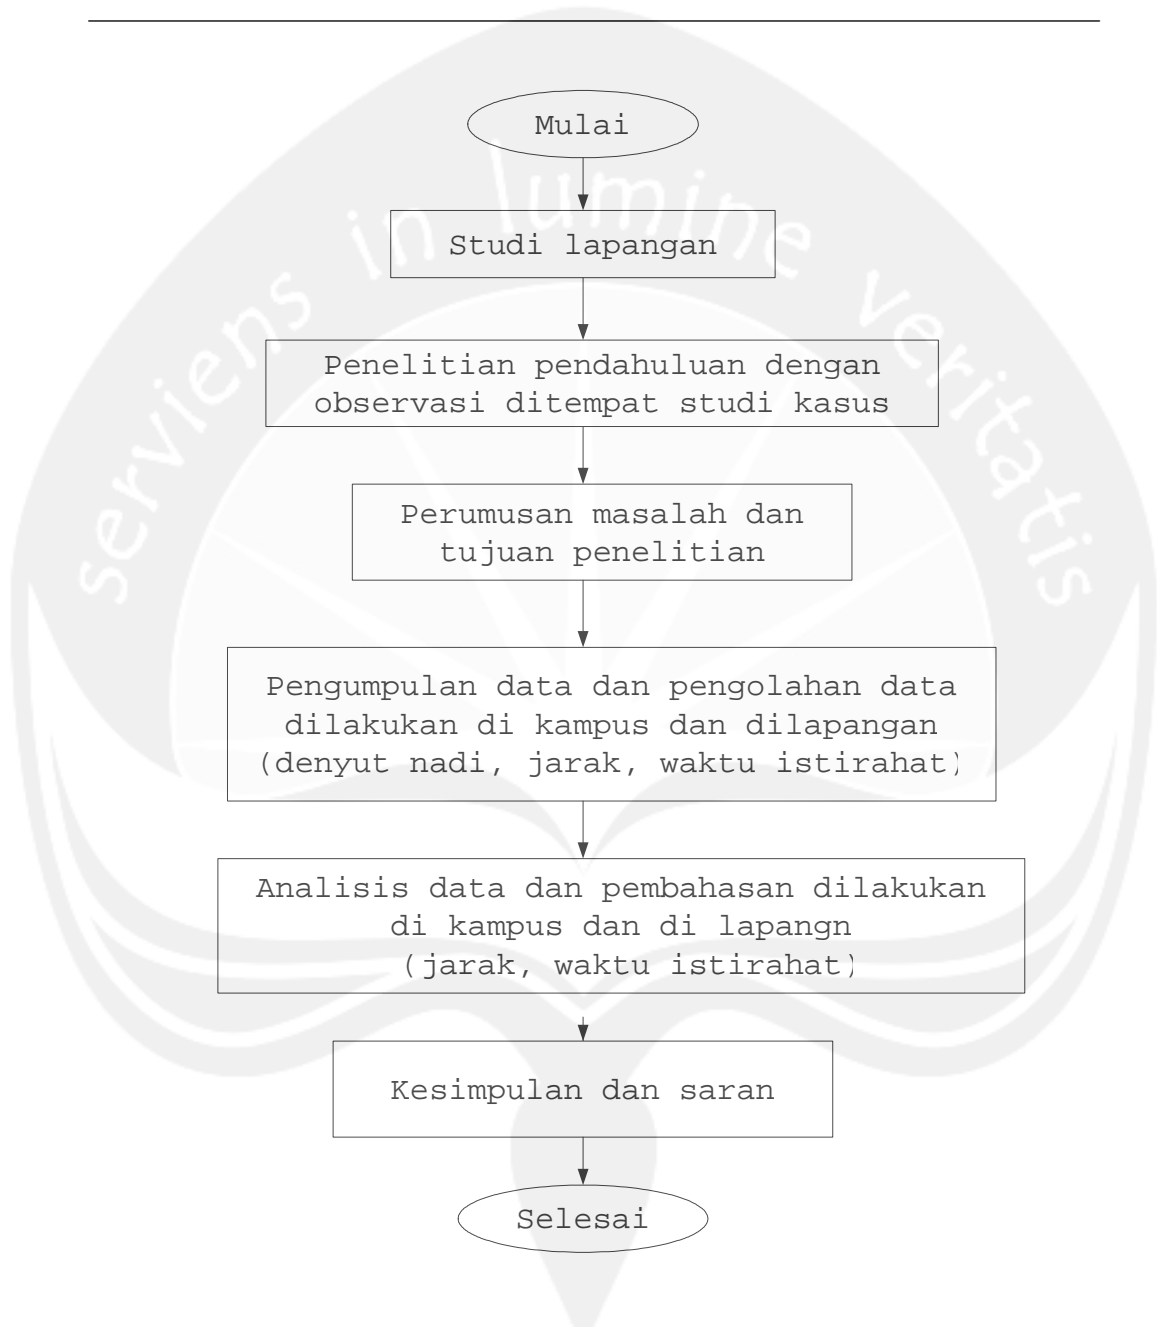 serviens in lumine veritatis
Mulai
Studi lapangan
Penelitian pendahuluan dengan
observasi ditempat studi kasus
Perumusan masalah dan
tujuan penelitian
Pengumpulan data dan pengolahan data
dilakukan di kampus dan dilapangan
(denyut nadi, jarak, waktu istirahat)
Analisis data dan pembahasan dilakukan
di kampus dan di lapangn
(jarak, waktu istirahat)
Kesimpulan dan saran
Selesai